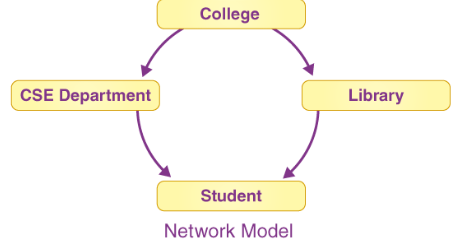 College
CSE Department
Library
Student
Network Model